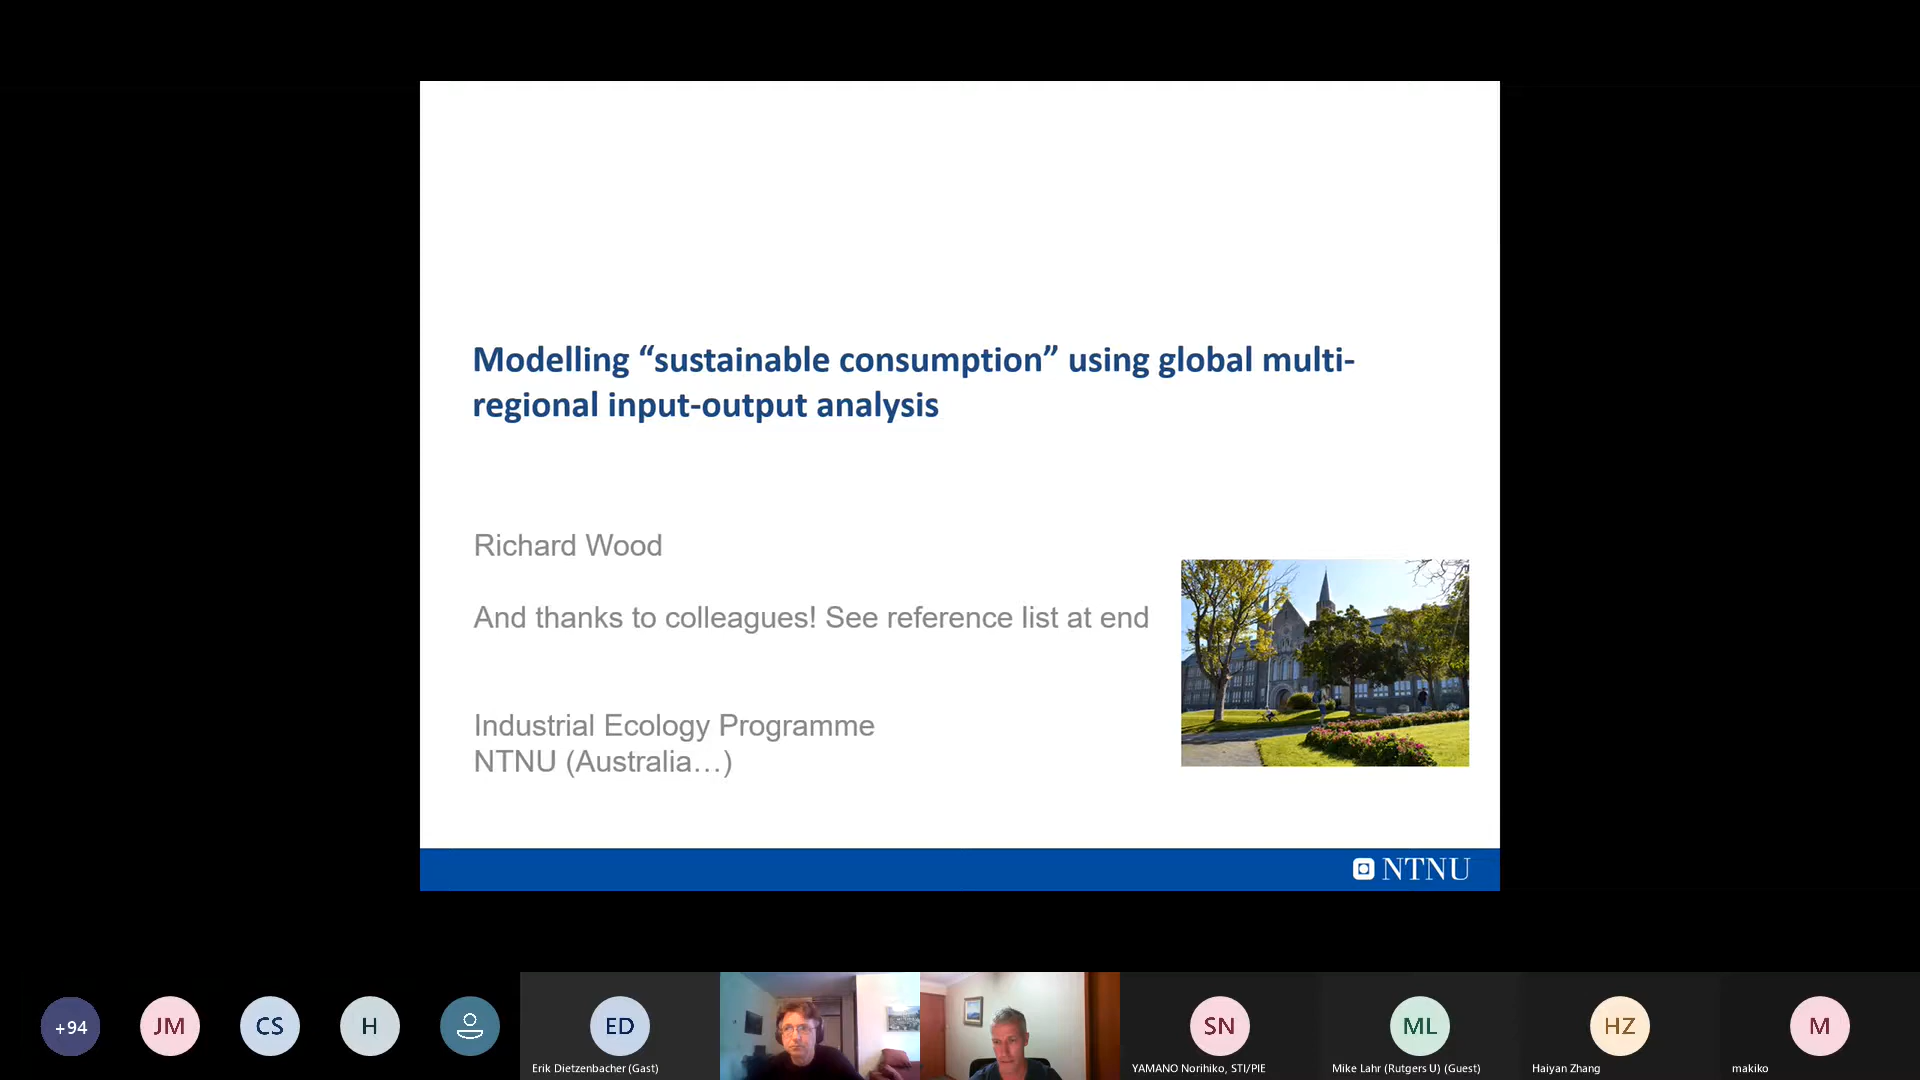 Modelling “sustainable consumption” using global multi-
regional input-output analysis
Richard Wood
And thanks to colleagues! See reference list at end
Industrial Ecology Programme
NTNU (Australia…)
NTNU
+94
JM
CS
H
ED
Erik Dietzenbacher (Gast)
SN
YAMANO Norihiko, STI/PIE
ML
Mike Lahr (Rutgers U) (Guest)
HZ
Haiyan Zhang
M
makiko